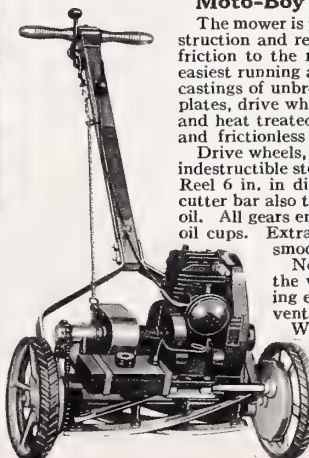 Moto-Boy
The mower is
struction and re
friction to the
easiest running a
castings of unbr
plates, drive wh
and heat treated
and frictionless
Drive wheels,
indestructible ste
Reel 6 in. in di
cutter bar also t
oil. All gears en
oil cups. Extra
smoo
the v
ing e
vent
W